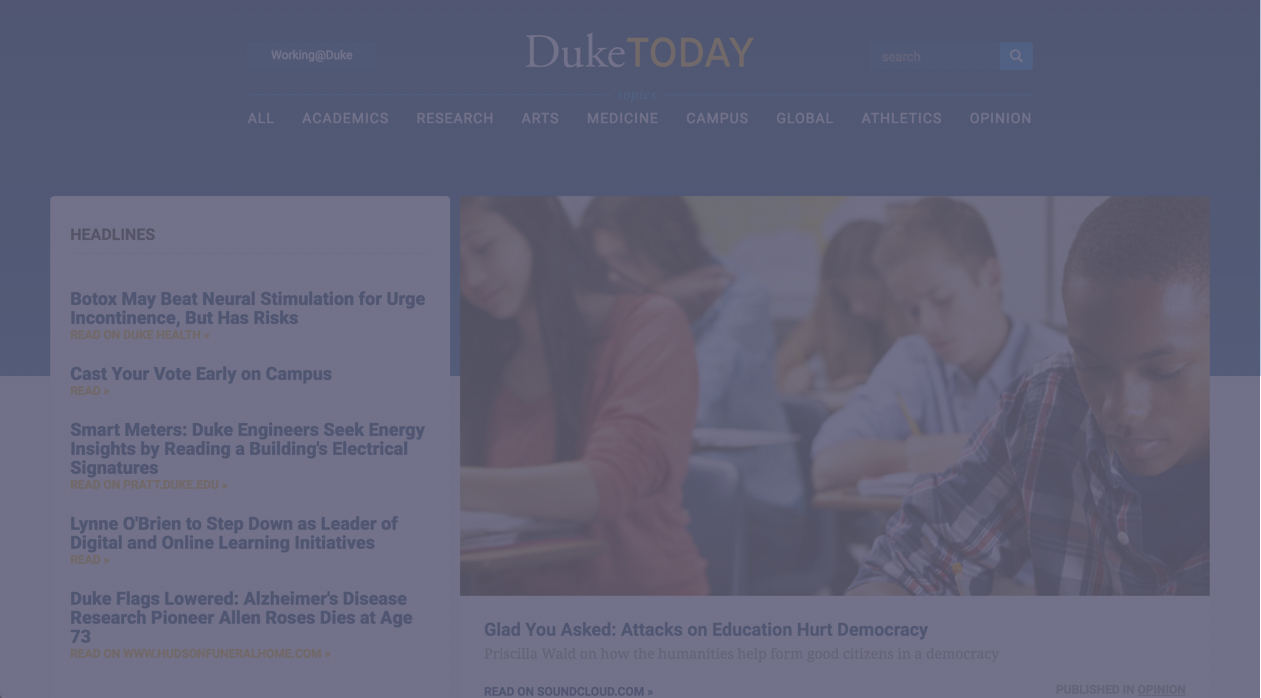 Working@Duke
DukeTODAY
search
topics
ALL ACADEMICS RESEARCH ARTS MEDICINE CAMPUS GLOBAL ATHLETICS OPINION
HEADLINES
Botox May Beat Neural Stimulation for Urge
Incontinence, But Has Risks
READ ON DUKE HEALTH »
Cast Your Vote Early on Campus
READ »
Smart Meters: Duke Engineers Seek Energy
Insights by Reading a Building's Electrical
Signatures
READ ON PRATT.DUKE.EDU »
Lynne O'Brien to Step Down as Leader of
Digital and Online Learning Initiatives
READ »
Duke Flags Lowered: Alzheimer's Disease
Research Pioneer Allen Roses Dies at Age
73
READ ON WWW.HUDSONFUNERALHOME.COM »
Glad You Asked: Attacks on Education Hurt Democracy
Priscilla Wald on how the humanities help form good citizens in a democracy
READ ON SOUNDCLOUD.COM »
PUBLISHED IN OPINION